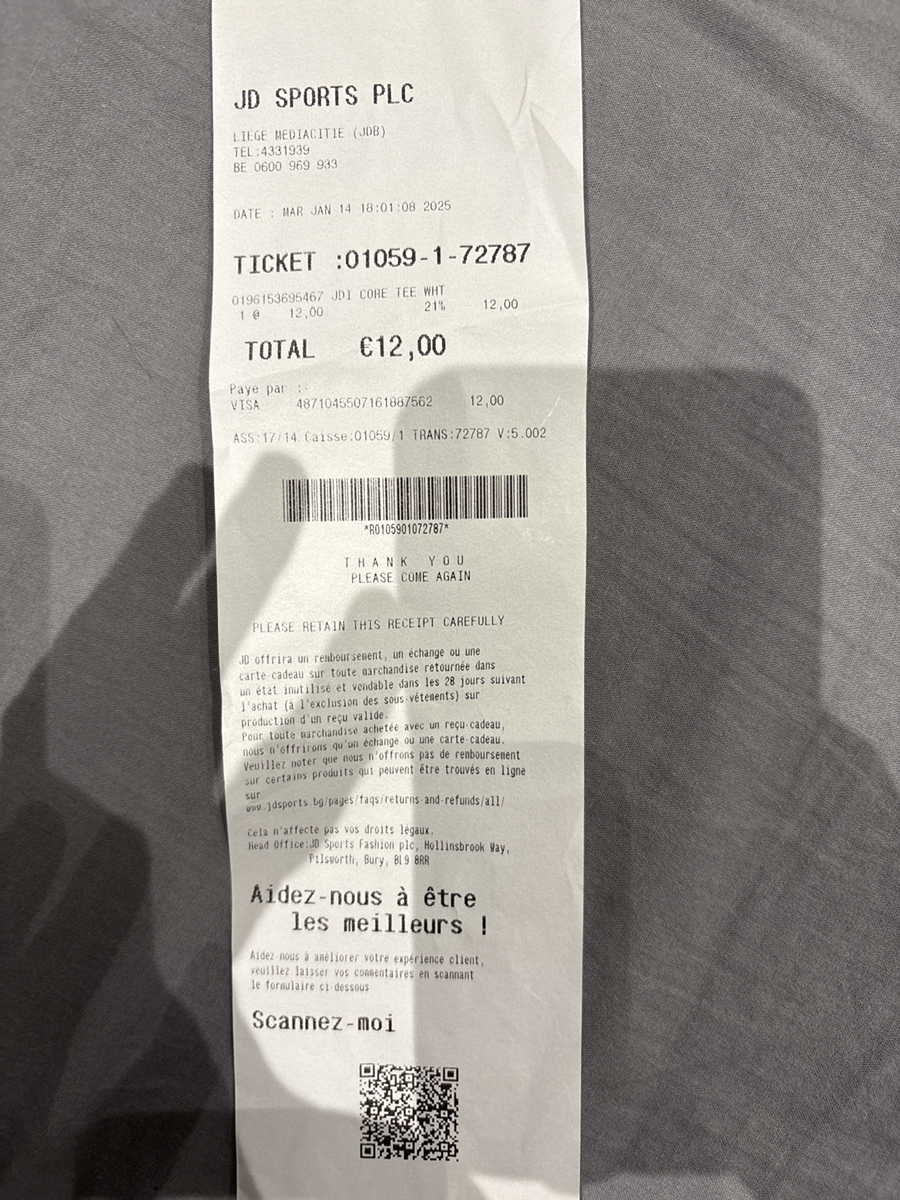 JD SPORTS PLC
LIEGE MEDIACITIE (JDB)
TEL:4331939
BE 0600 969 933
DATE : MAR JAN 14 18:01:08 2025
TICKET :01059-1-72787
0196153695467 JDI CORE TEE WHT
1 @ 12,00 21% 12,00
TOTAL €12,00
Paye par :-
VISA 4871045507161887562 12,00
ASS:17/14 Caisse:01059/1 TRANS:72787 V:5.002
*R0105901072787*
THANK YOU
PLEASE COME AGAIN
PLEASE RETAIN THIS RECEIPT CAREFULLY
JD offrira un remboursement, un échange ou une
carte-cadeau sur toute marchandise retournée dans
un état inutilisé et vendable dans les 28 jours suivant
l'achat (à l'exclusion des sous-vêtements) sur
production d'un reçu valide.
Pour toute marchandise achetée avec un reçu-cadeau,
nous n'offrirons qu'un échange ou une carte-cadeau.
Veuillez noter que nous n'offrons pas de remboursement
sur certains produits qui peuvent être trouvés en ligne
sur
www.jdsports.bg/pages/faqs/returns-and-refunds/all/
Cela n'affecte pas vos droits légaux.
Head Office:JD Sports Fashion plc, Hollinsbrook Way,
Pilsworth, Bury, BL9 8RR
Aidez-nous à être
les meilleurs !
Aidez-nous à améliorer votre expérience client,
veuillez laisser vos commentaires en scannant
le formulaire ci-dessous
Scannez-moi